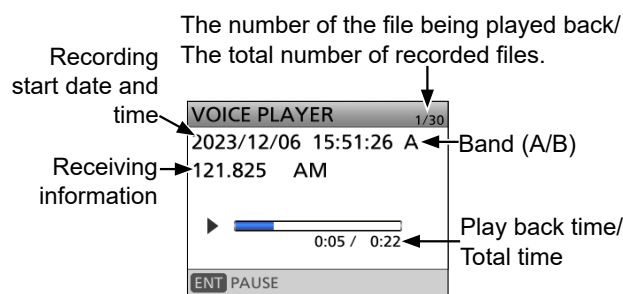 The number of the file being played back/
The total number of recorded files.
Recording
start date and
time
VOICE PLAYER 1/30
2023/12/06 15:51:26 A
Band (A/B)
Receiving
information
121.825 AM
0:05 / 0:22
Play back time/
Total time
ENT PAUSE